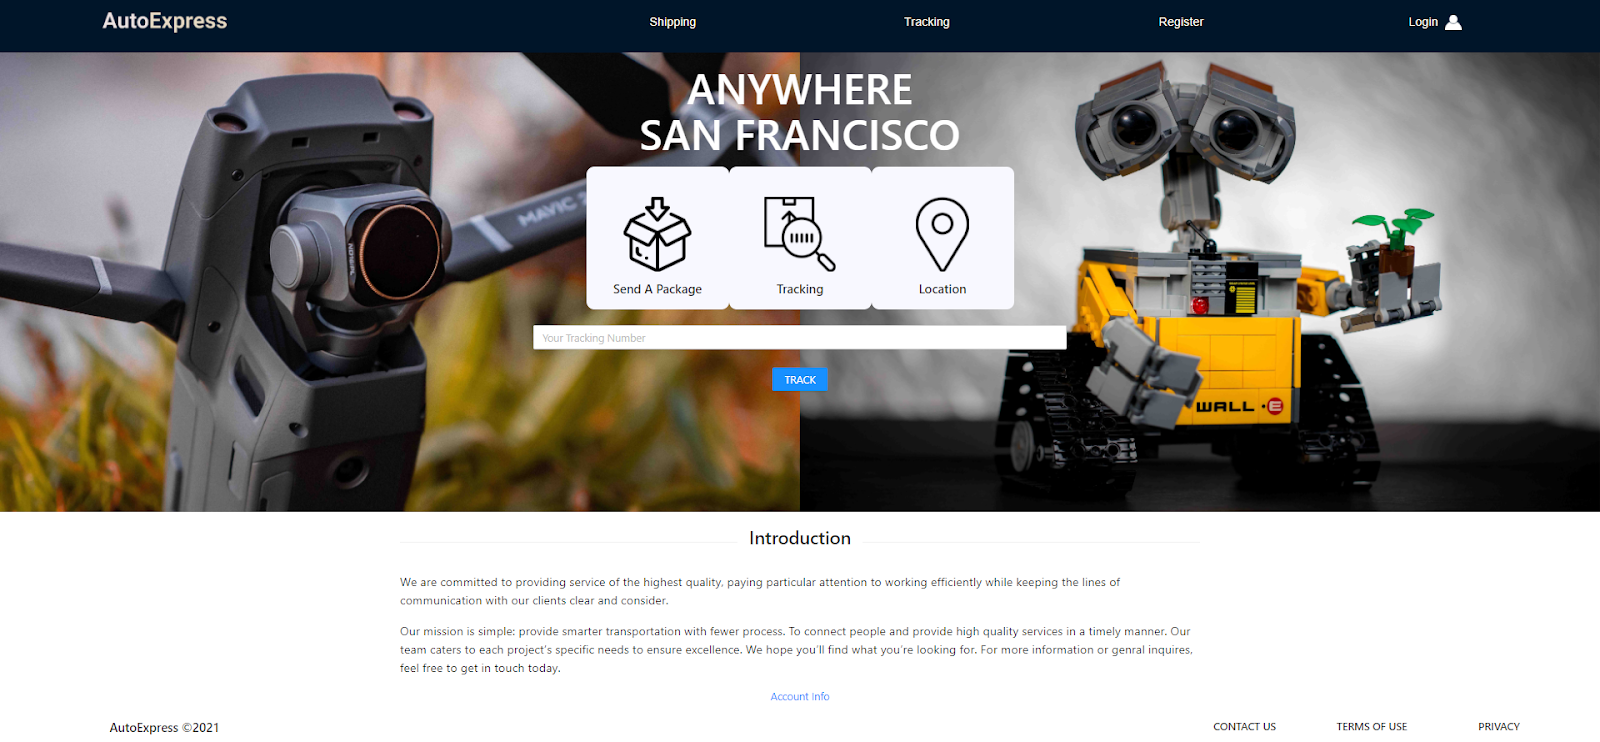 AutoExpress
Shipping
Tracking
Register
Login
ANYWHERE
SAN FRANCISCO
MAVIC 2
Send A Package
Tracking
Location
Your Tracking Number
TRACK
WALL·E
Introduction
We are committed to providing service of the highest quality, paying particular attention to working efficiently while keeping the lines of
communication with our clients clear and consider.
Our mission is simple: provide smarter transportation with fewer process. To connect people and provide high quality services in a timely manner. Our
team caters to each project's specific needs to ensure excellence. We hope you'll find what you're looking for. For more information or genral inquires,
feel free to get in touch today.
Account Info
AutoExpress ©2021
CONTACT US
TERMS OF USE
PRIVACY